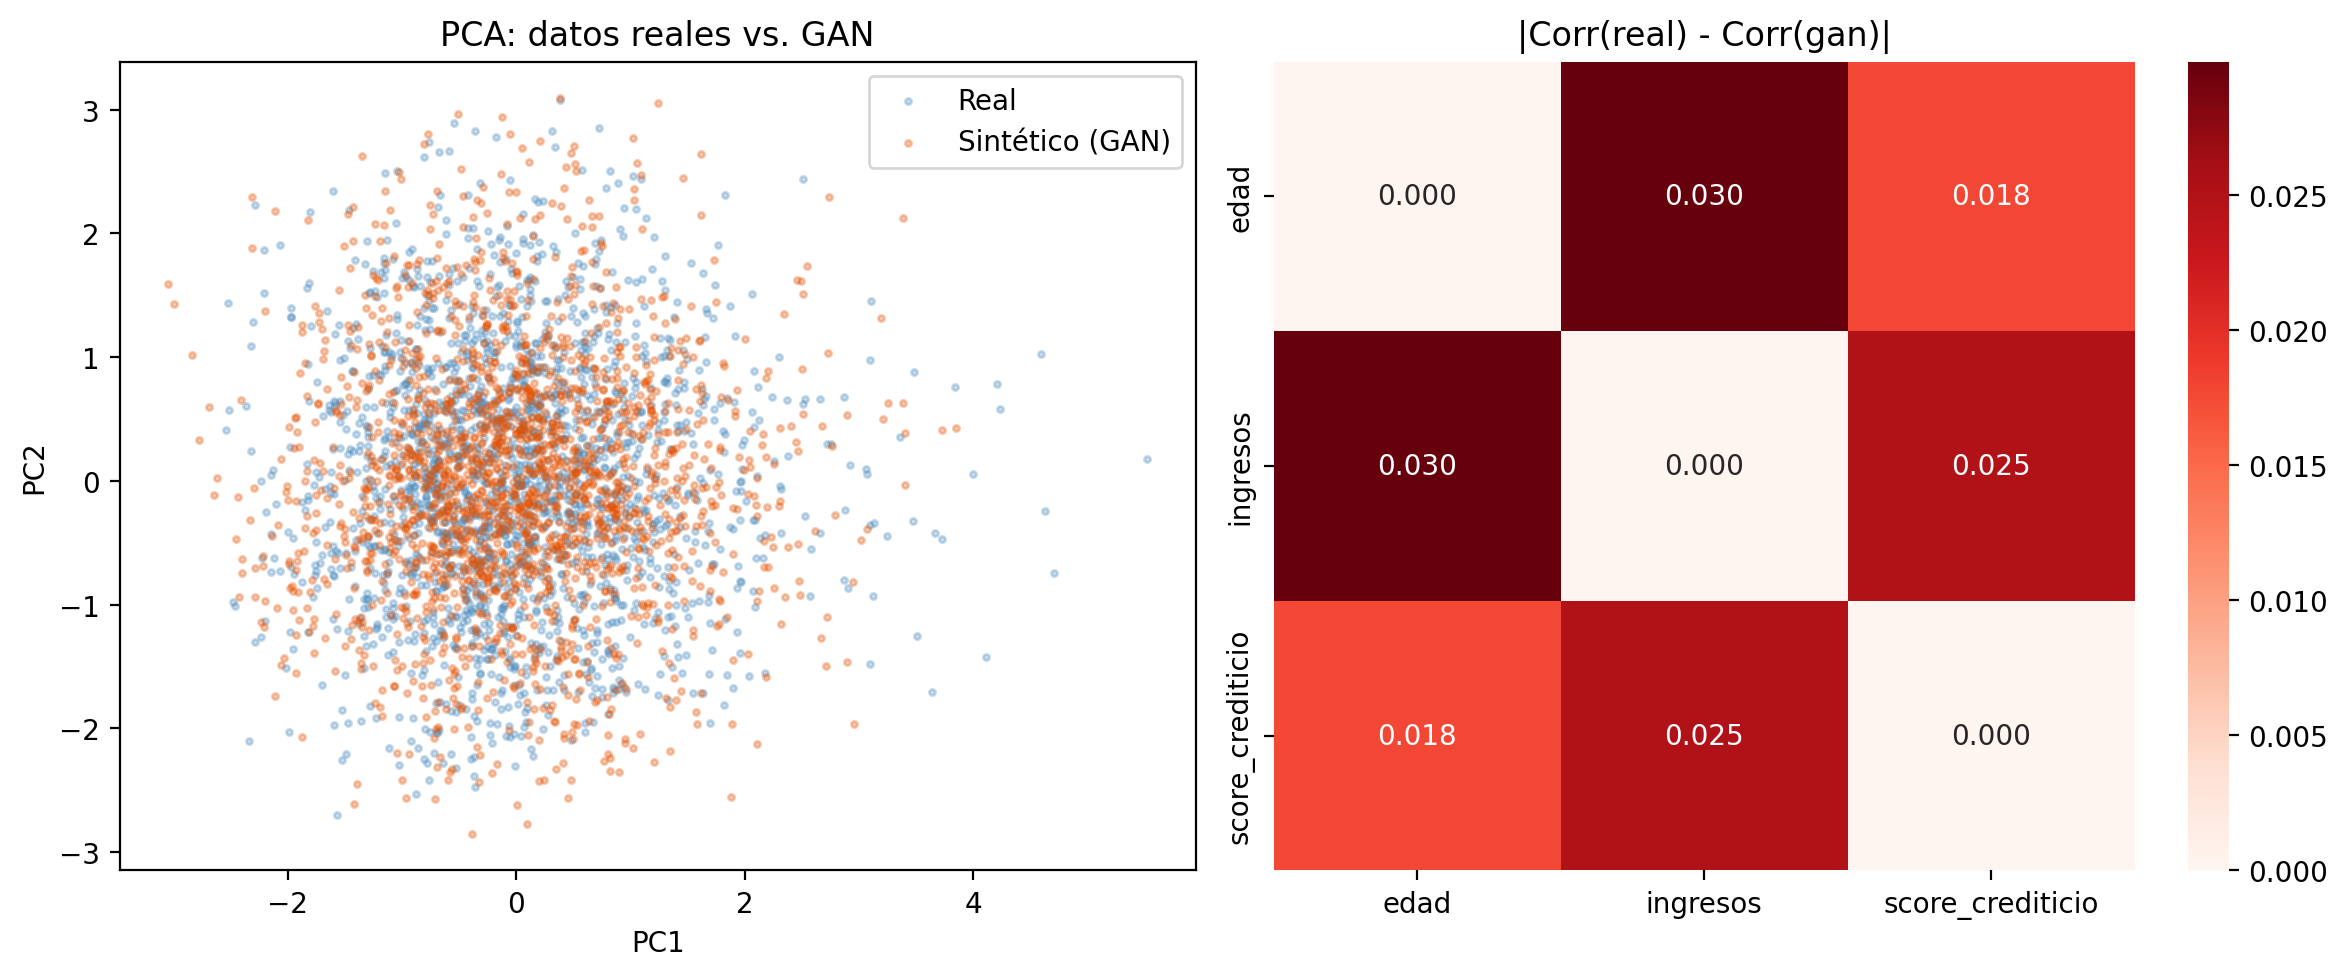 PCA: datos reales vs. GAN
Real
Sintético (GAN)
3
2
1
0
−1
−2
−3
PC2
−2
0
2
4
PC1
|Corr(real) - Corr(gan)|
edad
0.000
0.030
0.018
ingresos
0.030
0.000
0.025
score_crediticio
0.018
0.025
0.000
edad
ingresos
score_crediticio
0.025
0.020
0.015
0.010
0.005
0.000